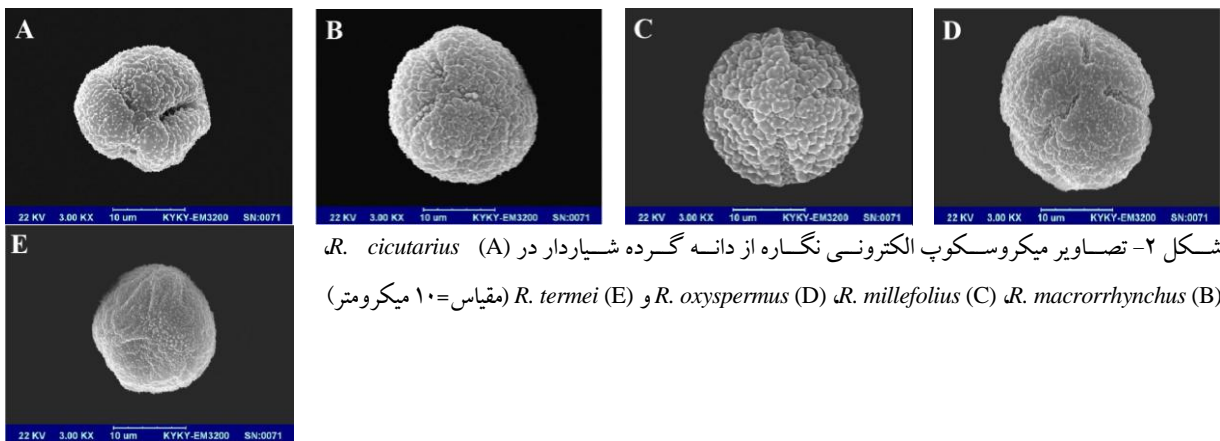 A
22 KV 3.00 KX 10 um KYKY-EM3200 SN:0071
B
22 KV 3.00 KX 10 um KYKY-EM3200 SN:0071
C
22 KV 3.00 KX 10 um KYKY-EM3200 SN:0071
D
22 KV 3.00 KX 10 um KYKY-EM3200 SN:0071
E
22 KV 3.00 KX 10 um KYKY-EM3200 SN:0071
شکل ۲- تصاویر میکروسکوپ الکترونی نگاره از دانه گرده شیاردار در R. cicutarius (A)،
R. macrorrhynchus (B)، R. millefolius (C)، R. oxyspermus (D) و R. termei (E) (مقیاس=۱۰ میکرومتر)